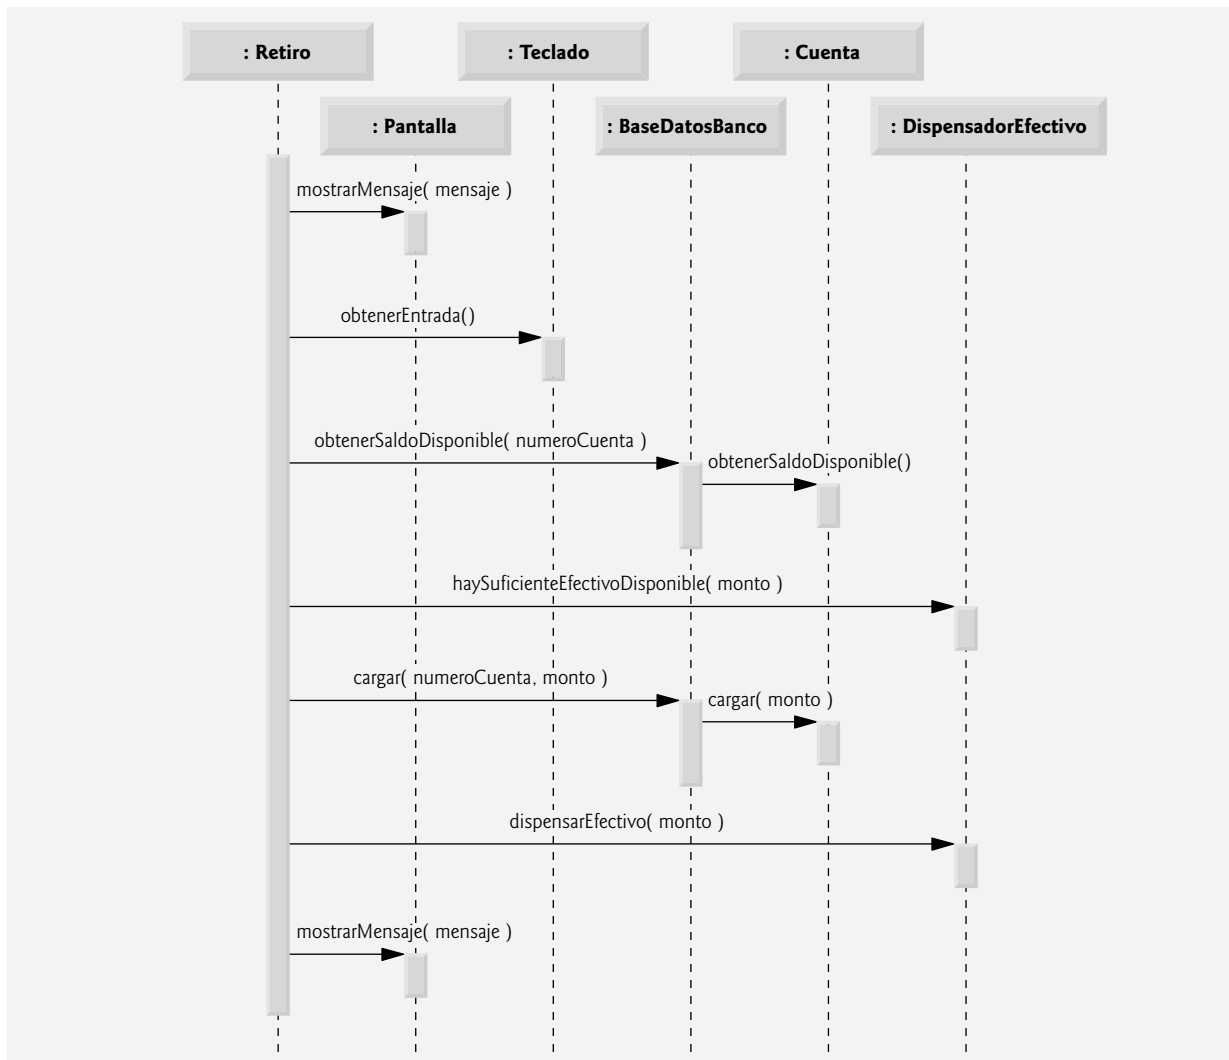 : Retiro
: Teclado
: Cuenta
: Pantalla
: BaseDatosBanco
: DispensadorEfectivo
mostrarMensaje( mensaje )
obtenerEntrada()
obtenerSaldoDisponible( numeroCuenta )
obtenerSaldoDisponible()
haySuficienteEfectivoDisponible( monto )
cargar( numeroCuenta, monto )
cargar( monto )
dispensarEfectivo( monto )
mostrarMensaje( mensaje )